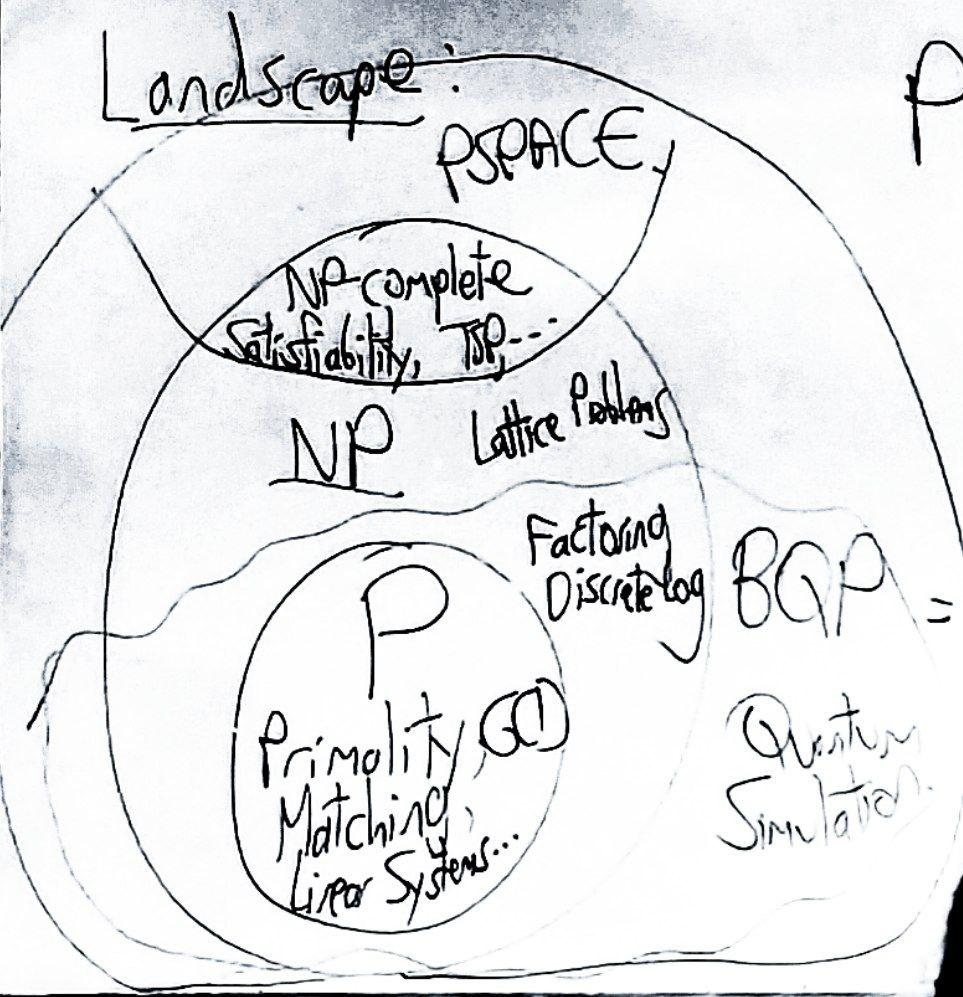 Landscape:
P
PSPACE
NP-complete
Satisfiability, TSP, ...
NP
Lattice Problems
Factoring
Discrete Log
BQP =
P
Primality, GCD
Matching,
Linear Systems...
Quantum
Simulation.